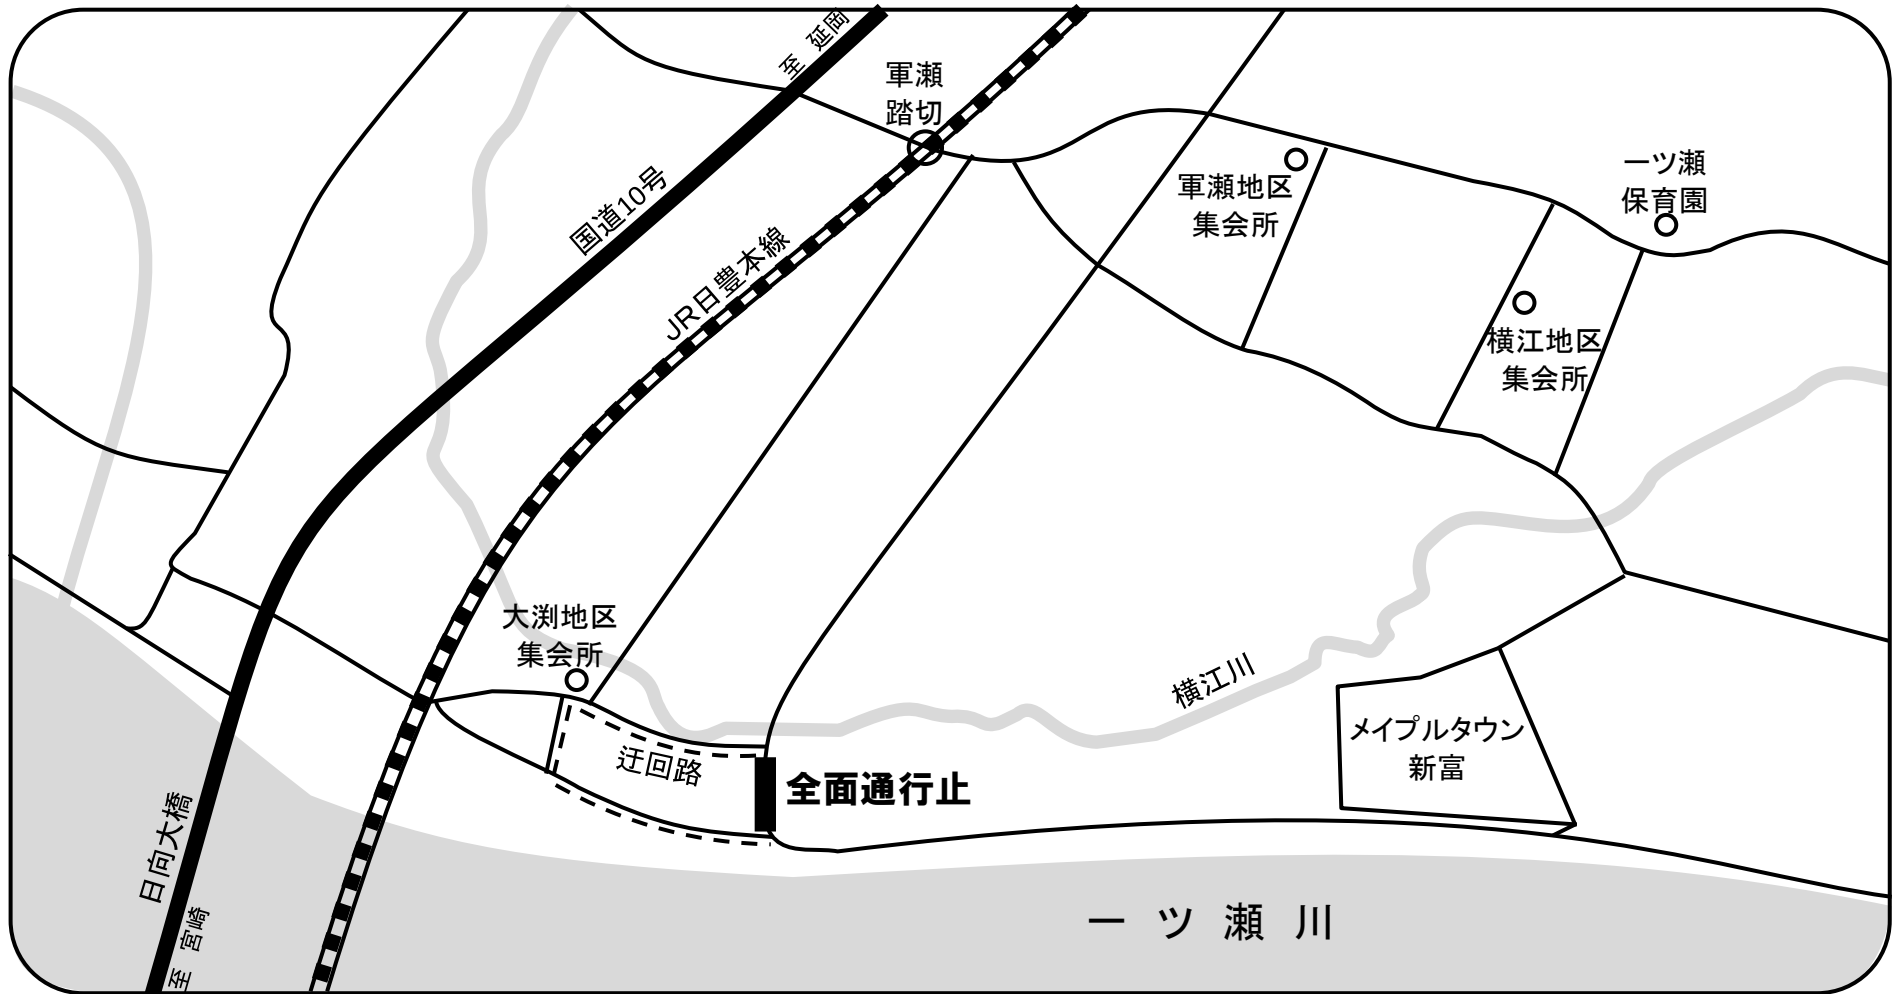 至 延岡
軍瀬
踏切
国道10号
JR日豊本線
軍瀬地区
集会所
一ツ瀬
保育園
横江地区
集会所
大渕地区
集会所
横江川
メイプルタウン
新富
迂回路
全面通行止
日向大橋
至 宮崎
一ツ瀬川